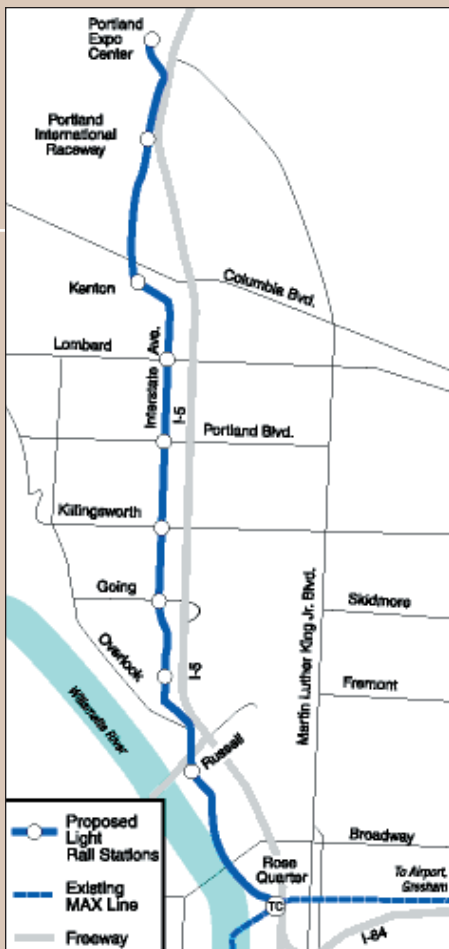 Portland
Expo
Center
Portland
International
Raceway
Kenton
Columbia Blvd.
Lombard
Interstate Ave.
I-5
Portland Blvd.
Killingsworth
Going
Skidmore
Martin Luther King Jr. Blvd.
Overlook
I-5
Fremont
Willamette River
Russell
Broadway
Rose
Quarter
To Airport,
Gresham
TC
I-84
Proposed
Light
Rail Stations
Existing
MAX Line
Freeway